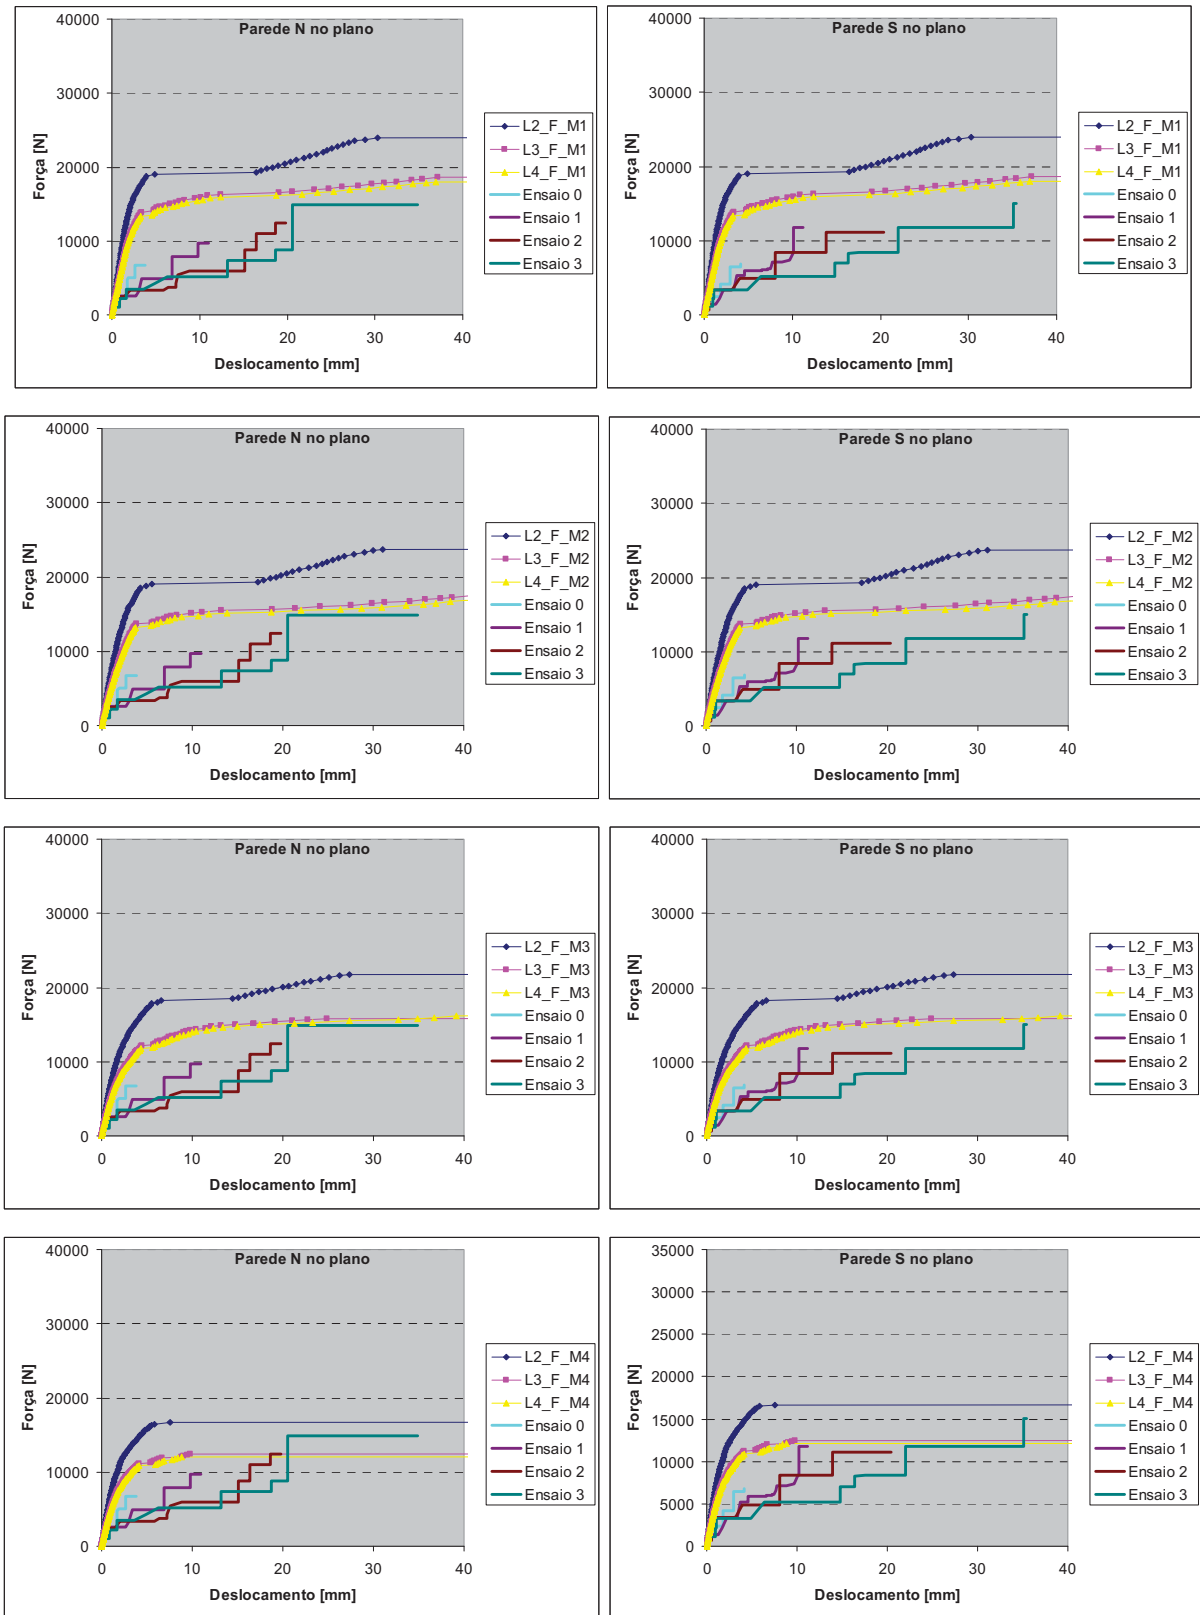 Parede N no plano
40000
30000
20000
10000
0
Força [N]
0 10 20 30 40
Deslocamento [mm]
L2_F_M1
L3_F_M1
L4_F_M1
Ensaio 0
Ensaio 1
Ensaio 2
Ensaio 3
Parede S no plano
40000
30000
20000
10000
0
Força [N]
0 10 20 30 40
Deslocamento [mm]
L2_F_M1
L3_F_M1
L4_F_M1
Ensaio 0
Ensaio 1
Ensaio 2
Ensaio 3
Parede N no plano
40000
30000
20000
10000
0
Força [N]
0 10 20 30 40
Deslocamento [mm]
L2_F_M2
L3_F_M2
L4_F_M2
Ensaio 0
Ensaio 1
Ensaio 2
Ensaio 3
Parede S no plano
40000
30000
20000
10000
0
Força [N]
0 10 20 30 40
Deslocamento [mm]
L2_F_M2
L3_F_M2
L4_F_M2
Ensaio 0
Ensaio 1
Ensaio 2
Ensaio 3
Parede N no plano
40000
30000
20000
10000
0
Força [N]
0 10 20 30 40
Deslocamento [mm]
L2_F_M3
L3_F_M3
L4_F_M3
Ensaio 0
Ensaio 1
Ensaio 2
Ensaio 3
Parede S no plano
40000
30000
20000
10000
0
Força [N]
0 10 20 30 40
Deslocamento [mm]
L2_F_M3
L3_F_M3
L4_F_M3
Ensaio 0
Ensaio 1
Ensaio 2
Ensaio 3
Parede N no plano
40000
30000
20000
10000
0
Força [N]
0 10 20 30 40
Deslocamento [mm]
L2_F_M4
L3_F_M4
L4_F_M4
Ensaio 0
Ensaio 1
Ensaio 2
Ensaio 3
Parede S no plano
35000
30000
25000
20000
15000
10000
5000
0
Força [N]
0 10 20 30 40
Deslocamento [mm]
L2_F_M4
L3_F_M4
L4_F_M4
Ensaio 0
Ensaio 1
Ensaio 2
Ensaio 3